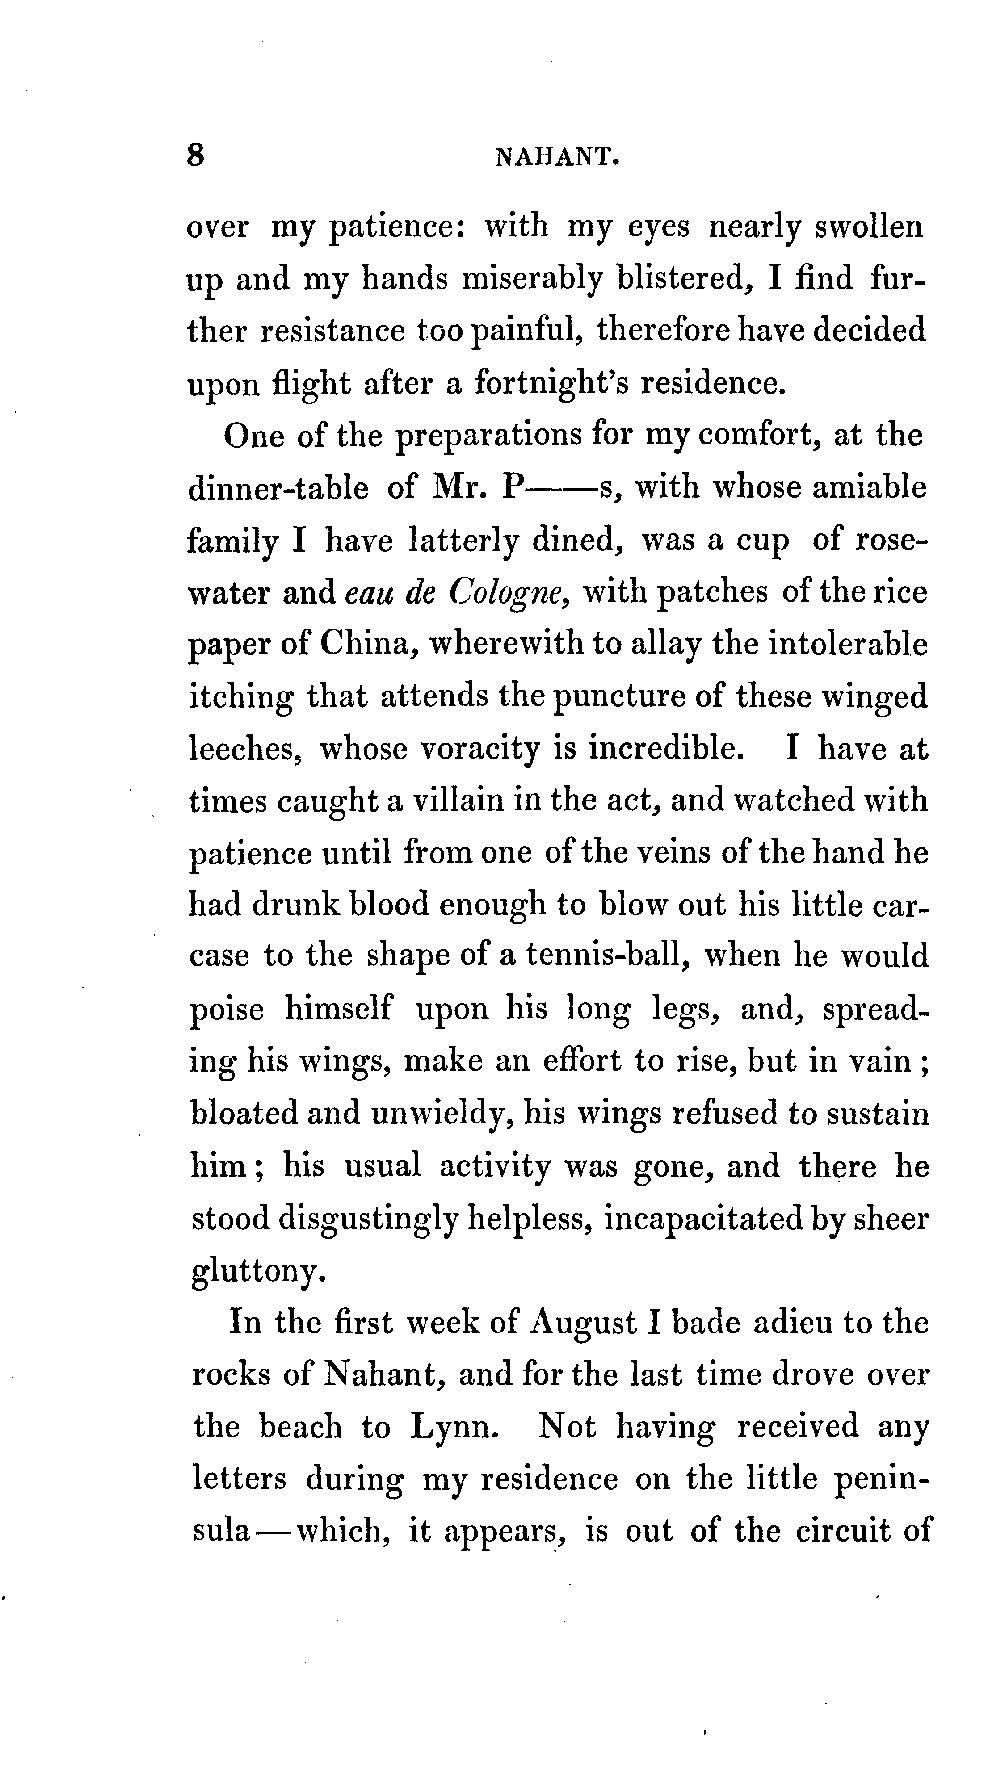 8 NAHANT.
over my patience: with my eyes nearly swollen
up and my hands miserably blistered, I find fur-
ther resistance too painful, therefore have decided
upon flight after a fortnight's residence.
One of the preparations for my comfort, at the
dinner-table of Mr. P——s, with whose amiable
family I have latterly dined, was a cup of rose-
water and eau de Cologne, with patches of the rice
paper of China, wherewith to allay the intolerable
itching that attends the puncture of these winged
leeches, whose voracity is incredible. I have at
times caught a villain in the act, and watched with
patience until from one of the veins of the hand he
had drunk blood enough to blow out his little car-
case to the shape of a tennis-ball, when he would
poise himself upon his long legs, and, spread-
ing his wings, make an effort to rise, but in vain ;
bloated and unwieldy, his wings refused to sustain
him ; his usual activity was gone, and there he
stood disgustingly helpless, incapacitated by sheer
gluttony.
In the first week of August I bade adieu to the
rocks of Nahant, and for the last time drove over
the beach to Lynn. Not having received any
letters during my residence on the little penin-
sula—which, it appears, is out of the circuit of